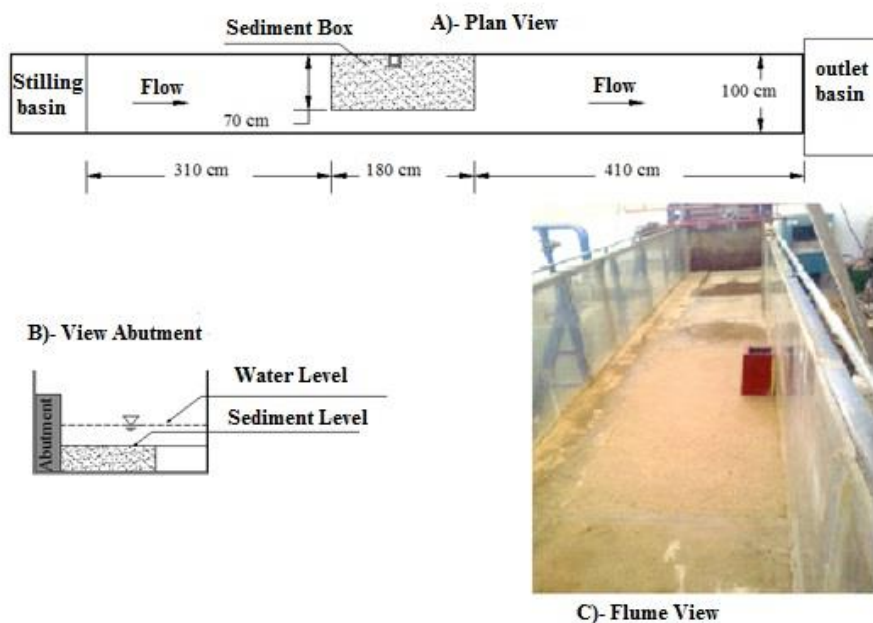 A)- Plan View
Sediment Box
Stilling
basin
Flow
70 cm
Flow
100 cm
outlet
basin
310 cm
180 cm
410 cm
B)- View Abutment
Water Level
Sediment Level
Abutment
C)- Flume View